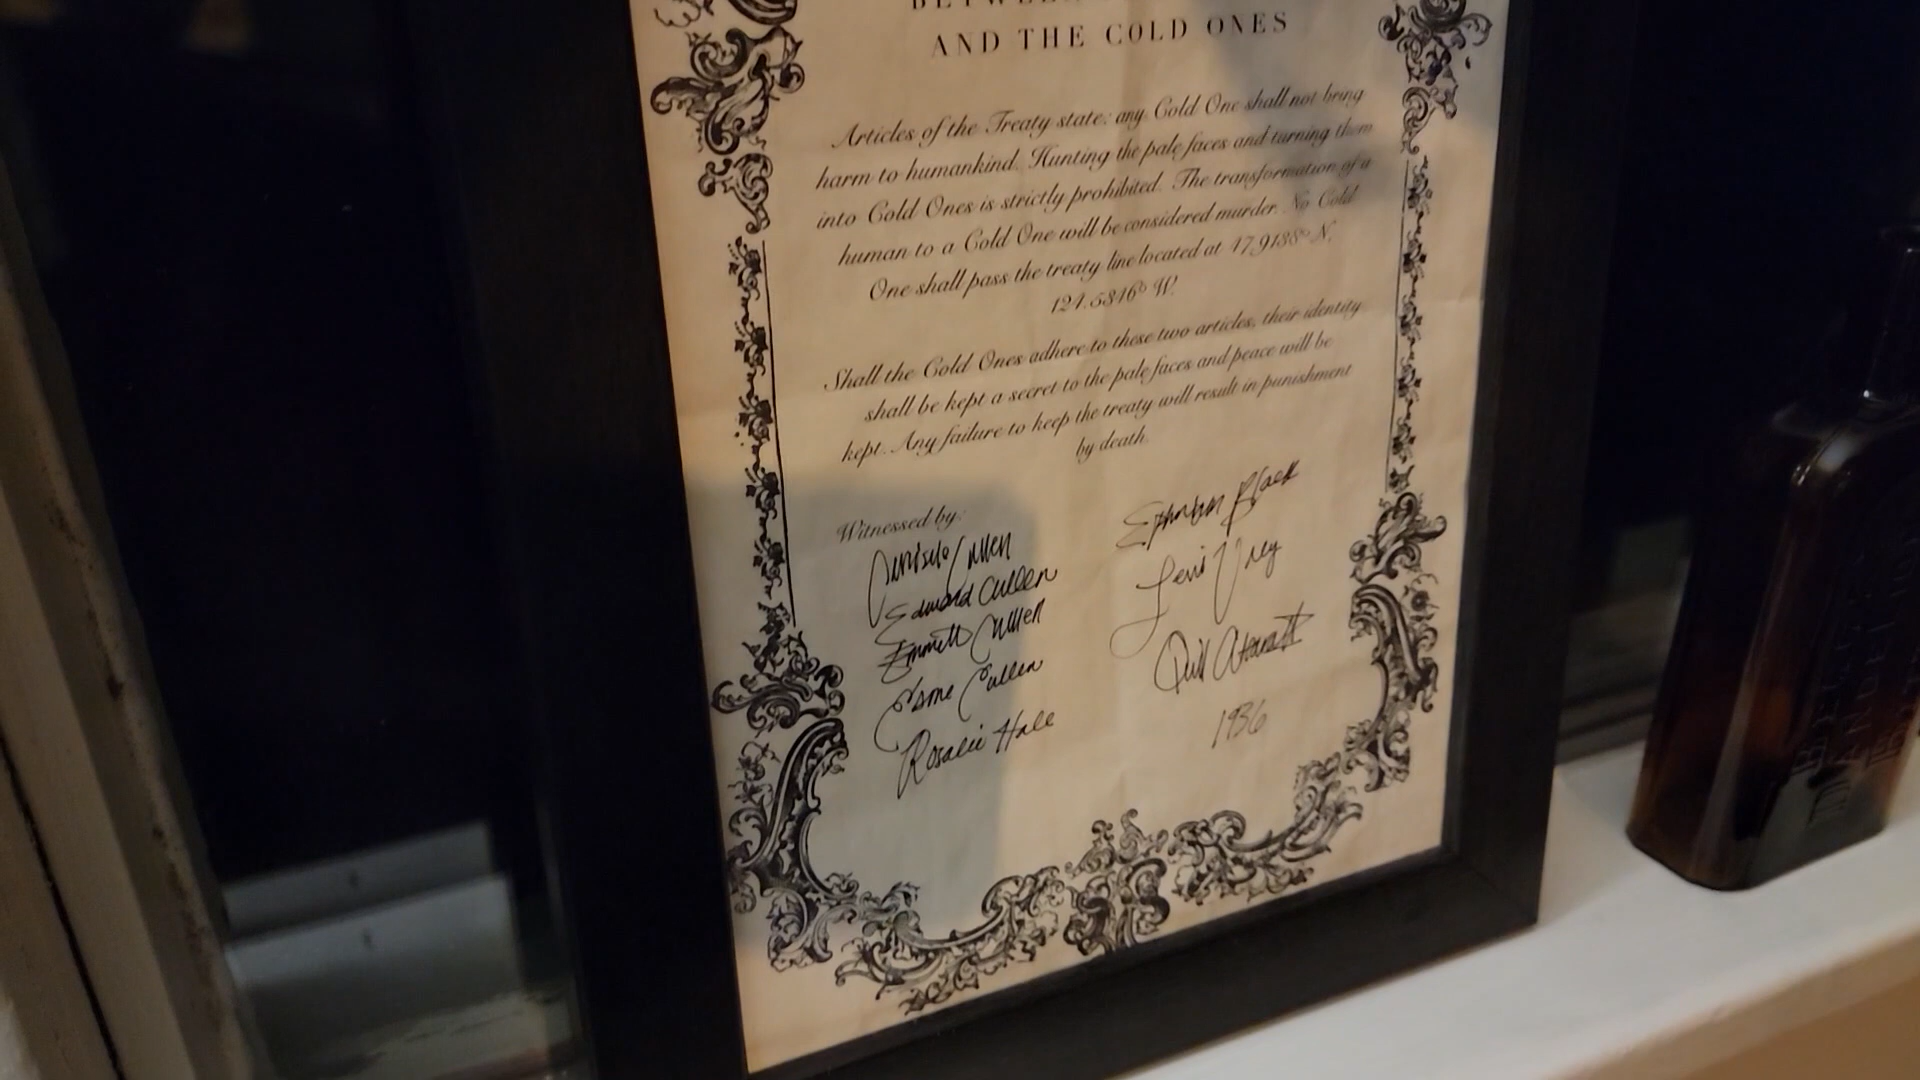 AND THE COLD ONES
Articles of the Treaty state: any Cold One shall not bring
harm to humankind. Hunting the pale faces and turning them
into Cold Ones is strictly prohibited. The transformation of a
human to a Cold One will be considered murder. No Cold
One shall pass the treaty line located at 47.9138° N,
124.5346° W.
Shall the Cold Ones adhere to these two articles, their identity
shall be kept a secret to the pale faces and peace will be
kept. Any failure to keep the treaty will result in punishment
by death.
Witnessed by:
Cullen
Edward Cullen
Emmett Cullen
Esme Cullen
Rosalie Hale
Ephraim Black
Levi Uley
Quil Ateara II
1936